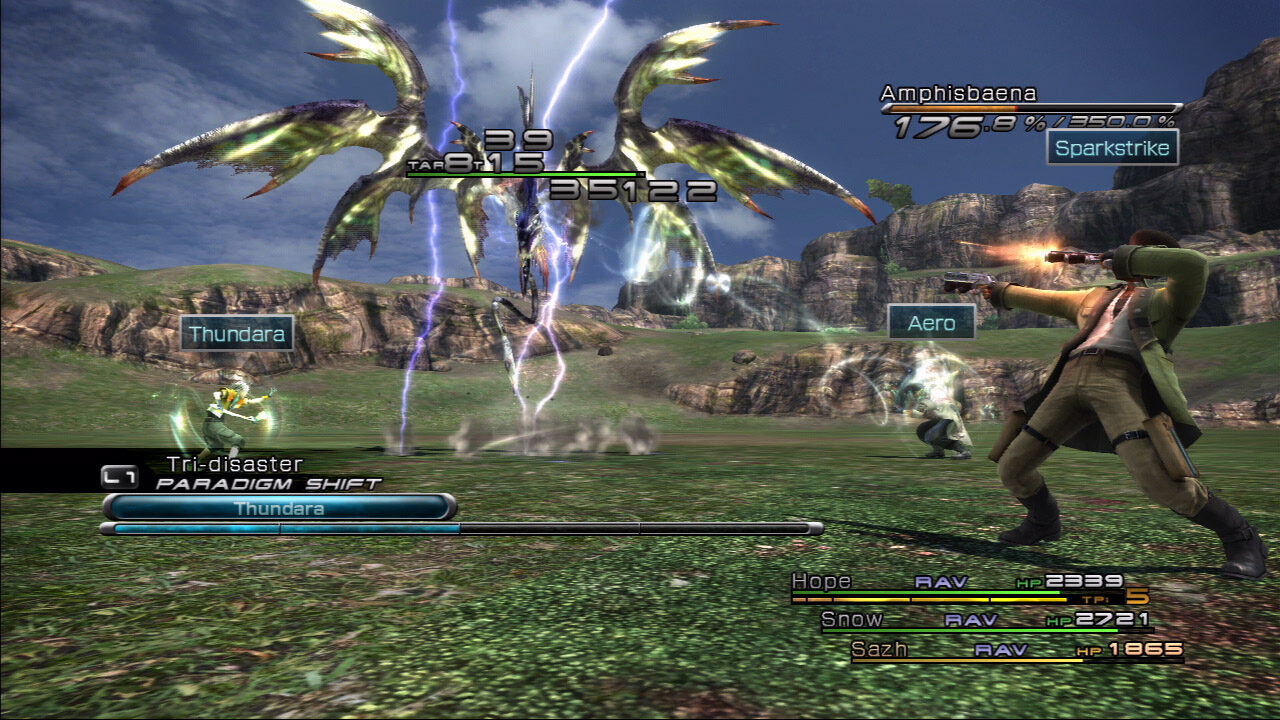 Amphisbaena
176.8 % / 350.0 %
Sparkstrike
39
815
35122
Thundara
Aero
L1 Tri-disaster
PARADIGM SHIFT
Thundara
Hope RAV HP 2339
TP: 5
Snow RAV HP 2721
Sazh RAV HP 1865